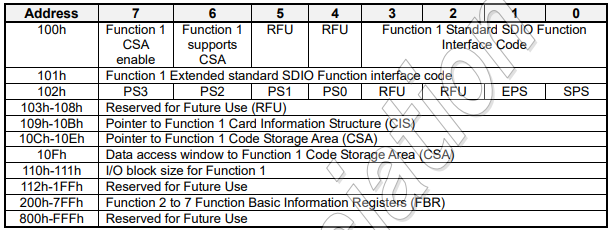 Address 7 6 5 4 3 2 1 0
100h Function 1 CSA enable Function 1 supports CSA RFU RFU Function 1 Standard SDIO Function Interface Code
101h Function 1 Extended standard SDIO Function interface code
102h PS3 PS2 PS1 PS0 RFU RFU EPS SPS
103h-108h Reserved for Future Use (RFU)
109h-10Bh Pointer to Function 1 Card Information Structure (CIS)
10Ch-10Eh Pointer to Function 1 Code Storage Area (CSA)
10Fh Data access window to Function 1 Code Storage Area (CSA)
110h-111h I/O block size for Function 1
112h-1FFh Reserved for Future Use
200h-7FFh Function 2 to 7 Function Basic Information Registers (FBR)
800h-FFFh Reserved for Future Use
ciation